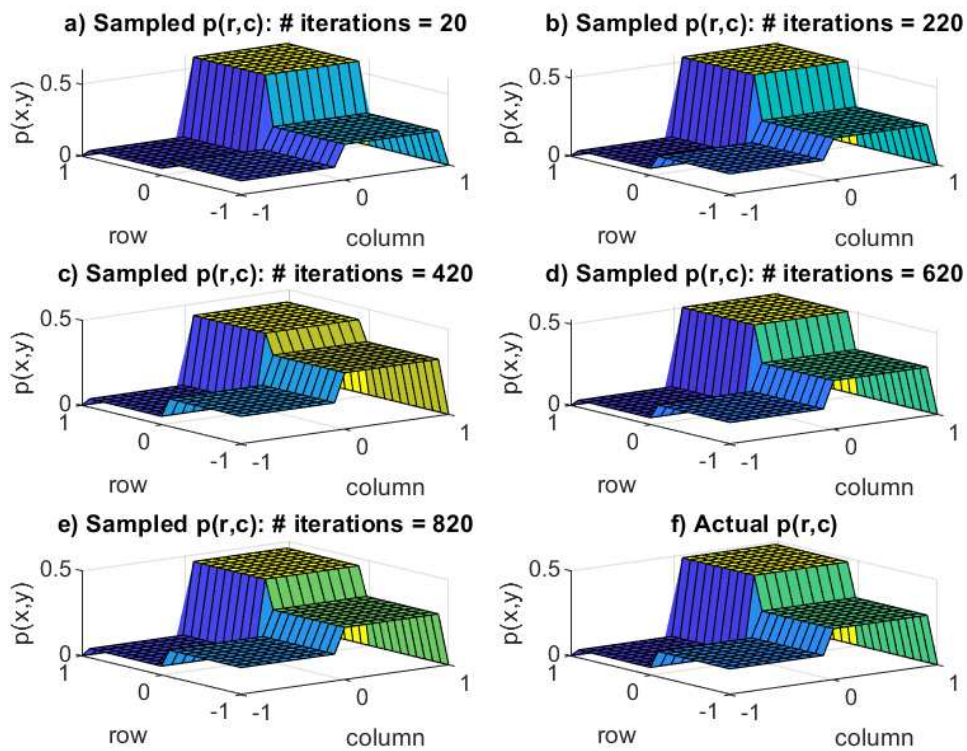 a) Sampled p(r,c): # iterations = 20
p(x,y)
0.5
0
1
0
-1
-1
0
1
row
column
b) Sampled p(r,c): # iterations = 220
p(x,y)
0.5
0
1
0
-1
-1
0
1
row
column
c) Sampled p(r,c): # iterations = 420
p(x,y)
0.5
0
1
0
-1
-1
0
1
row
column
d) Sampled p(r,c): # iterations = 620
p(x,y)
0.5
0
1
0
-1
-1
0
1
row
column
e) Sampled p(r,c): # iterations = 820
p(x,y)
0.5
0
1
0
-1
-1
0
1
row
column
f) Actual p(r,c)
p(x,y)
0.5
0
1
0
-1
-1
0
1
row
column